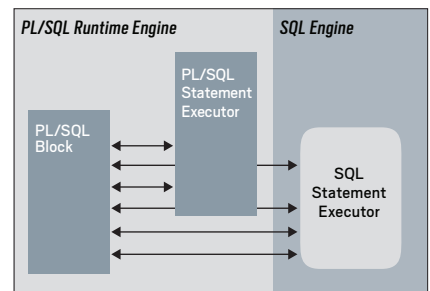 PL/SQL Runtime Engine
SQL Engine
PL/SQL
Statement
Executor
PL/SQL
Block
SQL
Statement
Executor